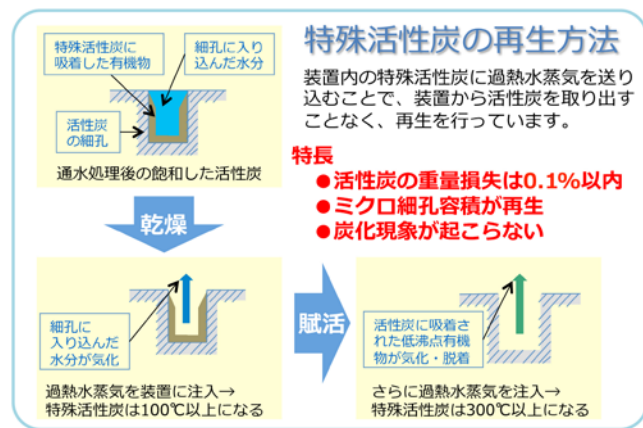 特殊活性炭の再生方法
装置内の特殊活性炭に過熱水蒸気を送り
込むことで、装置から活性炭を取り出す
ことなく、再生を行っています。
特長
●活性炭の重量損失は0.1%以内
●ミクロ細孔容積が再生
●炭化現象が起こらない
特殊活性炭に
吸着した有機物
細孔に入り
込んだ水分
活性炭
の細孔
通水処理後の飽和した活性炭
乾燥
細孔に
入り込んだ
水分が気化
過熱水蒸気を装置に注入→
特殊活性炭は100℃以上になる
賦活
活性炭に吸着さ
れた低沸点有機
物が気化・脱着
さらに過熱水蒸気を注入→
特殊活性炭は300℃以上になる